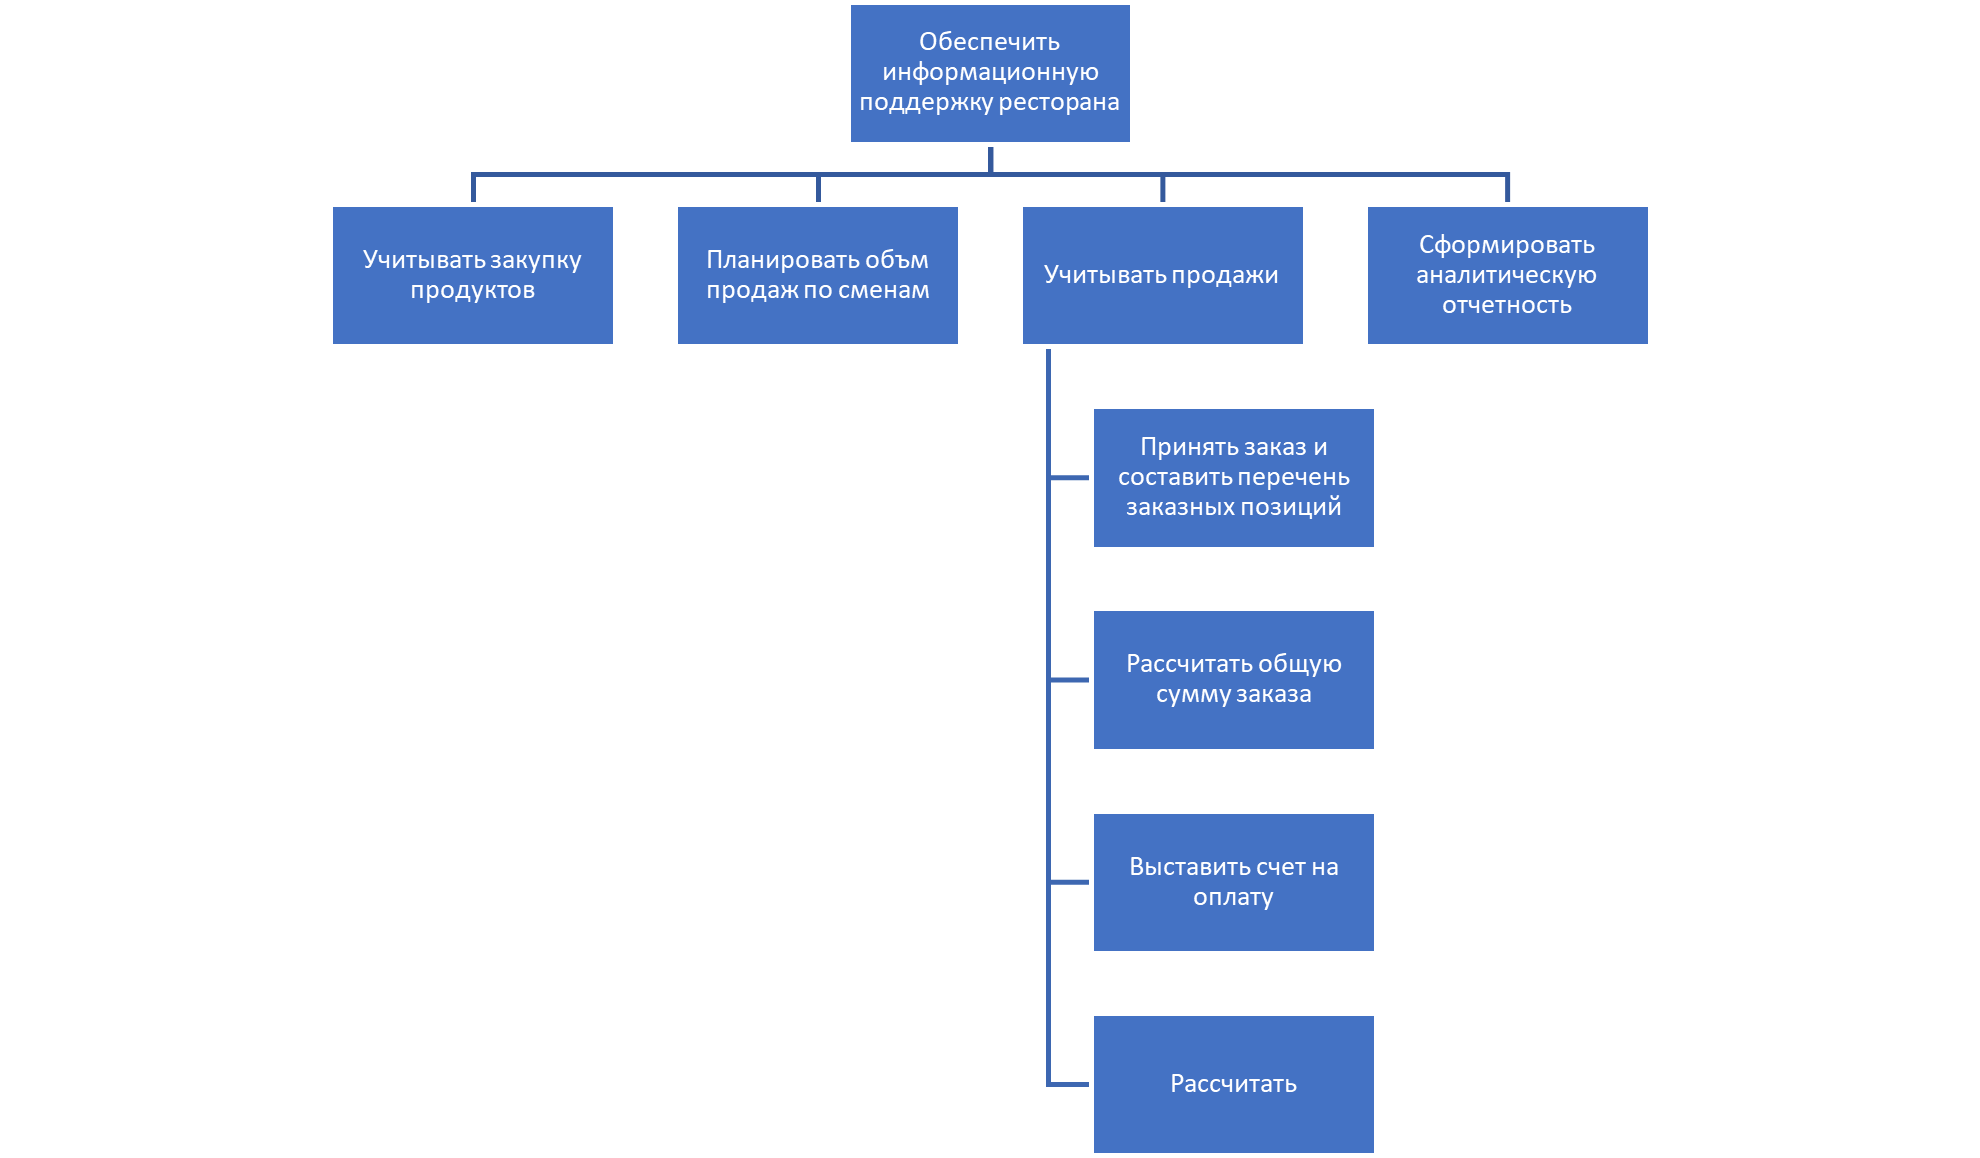 Обеспечить
информационную
поддержку ресторана
Учитывать закупку
продуктов
Планировать объм
продаж по сменам
Учитывать продажи
Сформировать
аналитическую
отчетность
Принять заказ и
составить перечень
заказных позиций
Рассчитать общую
сумму заказа
Выставить счет на
оплату
Рассчитать